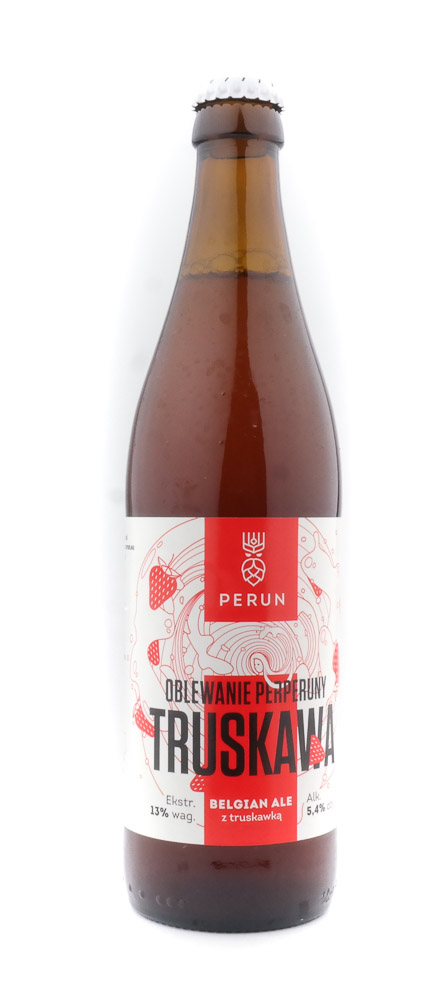 PERUN
OBLEWANIE PERPERUNY
TRUSKAWA
Ekstr.
13% wag.
BELGIAN ALE
z truskawką
Alk.
5,4%